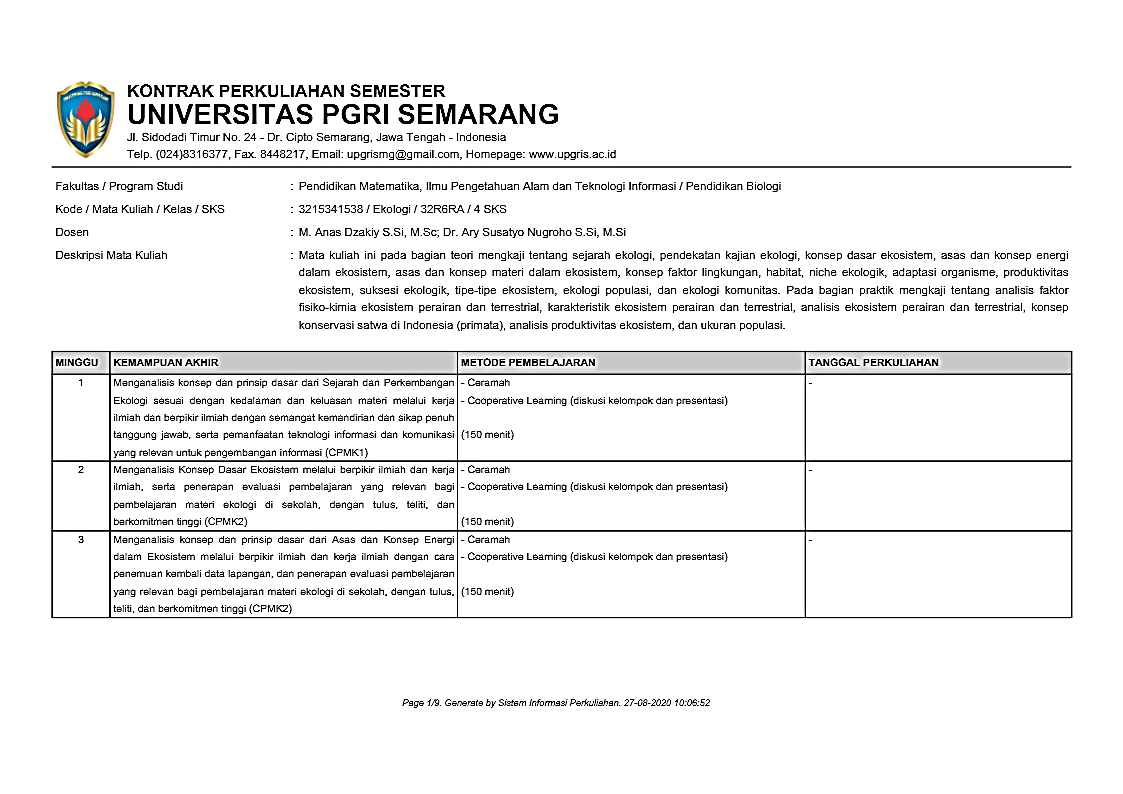 KONTRAK PERKULIAHAN SEMESTER
UNIVERSITAS PGRI SEMARANG
Jl. Sidodadi Timur No. 24 - Dr. Cipto Semarang, Jawa Tengah - Indonesia
Telp. (024)8316377, Fax. 8448217, Email: upgrismg@gmail.com, Homepage: www.upgris.ac.id
Fakultas / Program Studi : Pendidikan Matematika, Ilmu Pengetahuan Alam dan Teknologi Informasi / Pendidikan Biologi
Kode / Mata Kuliah / Kelas / SKS : 3215341538 / Ekologi / 32R6RA / 4 SKS
Dosen : M. Anas Dzakiy S.Si, M.Sc; Dr. Ary Susatyo Nugroho S.Si, M.Si
Deskripsi Mata Kuliah : Mata kuliah ini pada bagian teori mengkaji tentang sejarah ekologi, pendekatan kajian ekologi, konsep dasar ekosistem, asas dan konsep energi
dalam ekosistem, asas dan konsep materi dalam ekosistem, konsep faktor lingkungan, habitat, niche ekologik, adaptasi organisme, produktivitas
ekosistem, suksesi ekologik, tipe-tipe ekosistem, ekologi populasi, dan ekologi komunitas. Pada bagian praktik mengkaji tentang analisis faktor
fisiko-kimia ekosistem perairan dan terrestrial, karakteristik ekosistem perairan dan terrestrial, analisis ekosistem perairan dan terrestrial, konsep
konservasi satwa di Indonesia (primata), analisis produktivitas ekosistem, dan ukuran populasi.
MINGGU KEMAMPUAN AKHIR METODE PEMBELAJARAN TANGGAL PERKULIAHAN
1 Menganalisis konsep dan prinsip dasar dari Sejarah dan Perkembangan - Ceramah -
Ekologi sesuai dengan kedalaman dan keluasan materi melalui kerja - Cooperative Learning (diskusi kelompok dan presentasi)
ilmiah dan berpikir ilmiah dengan semangat kemandirian dan sikap penuh
tanggung jawab, serta pemanfaatan teknologi informasi dan komunikasi (150 menit)
yang relevan untuk pengembangan informasi (CPMK1)
2 Menganalisis Konsep Dasar Ekosistem melalui berpikir ilmiah dan kerja - Ceramah -
ilmiah, serta penerapan evaluasi pembelajaran yang relevan bagi - Cooperative Learning (diskusi kelompok dan presentasi)
pembelajaran materi ekologi di sekolah, dengan tulus, teliti, dan
berkomitmen tinggi (CPMK2) (150 menit)
3 Menganalisis konsep dan prinsip dasar dari Asas dan Konsep Energi - Ceramah -
dalam Ekosistem melalui berpikir ilmiah dan kerja ilmiah dengan cara - Cooperative Learning (diskusi kelompok dan presentasi)
penemuan kembali data lapangan, dan penerapan evaluasi pembelajaran
yang relevan bagi pembelajaran materi ekologi di sekolah, dengan tulus, (150 menit)
teliti, dan berkomitmen tinggi (CPMK2)
Page 1/9. Generate by Sistem Informasi Perkuliahan. 27-08-2020 10:06:52